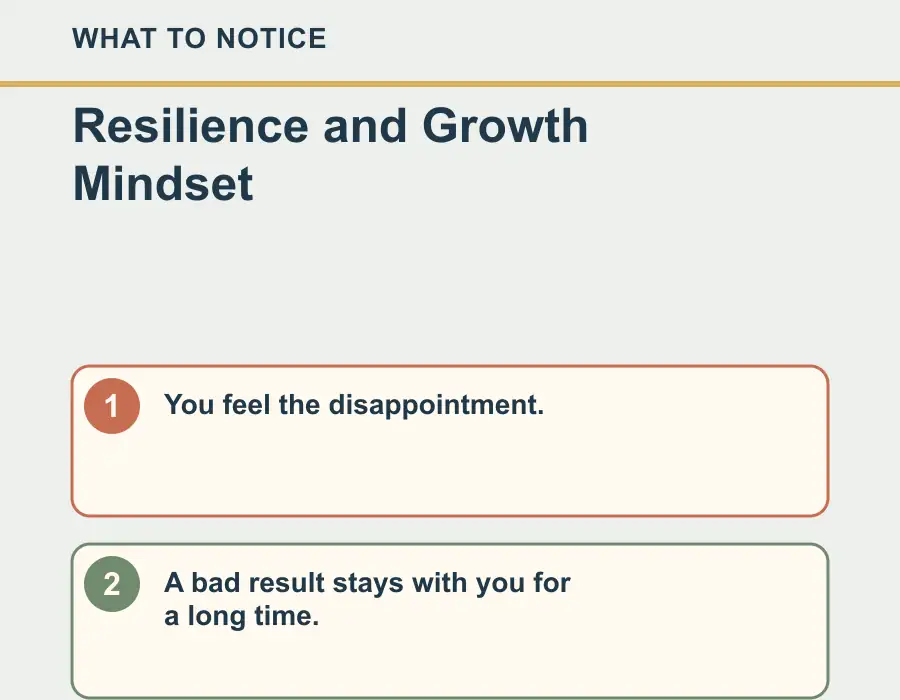 WHAT TO NOTICE
Resilience and Growth
Mindset
1
You feel the disappointment.
2
A bad result stays with you for
a long time.